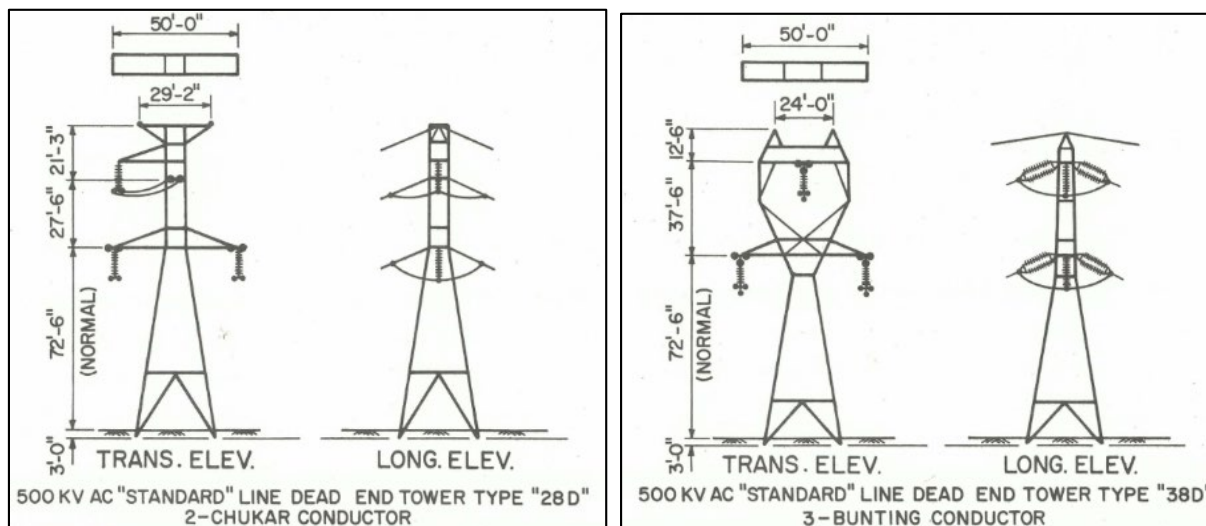 50'-0"
29'-2"
21'-3"
27'-6"
72'-6"
(NORMAL)
3'-0"
TRANS. ELEV.
LONG. ELEV.
500 KV AC "STANDARD" LINE DEAD END TOWER TYPE "28D"
2-CHUKAR CONDUCTOR
50'-0"
24'-0"
12'-6"
37'-6"
72'-6"
(NORMAL)
3'-0"
TRANS. ELEV.
LONG. ELEV.
500 KV AC "STANDARD" LINE DEAD END TOWER TYPE "38D"
3-BUNTING CONDUCTOR